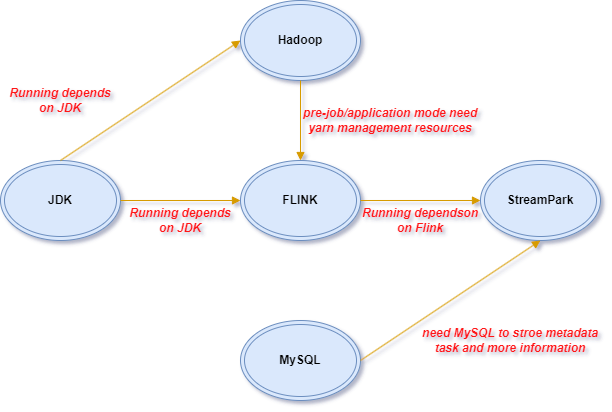 Hadoop
Running depends
on JDK
pre-job/application mode need
yarn management resources
JDK
FLINK
StreamPark
Running depends
on JDK
Running dependson
on Flink
need MySQL to stroe metadata
task and more information
MySQL